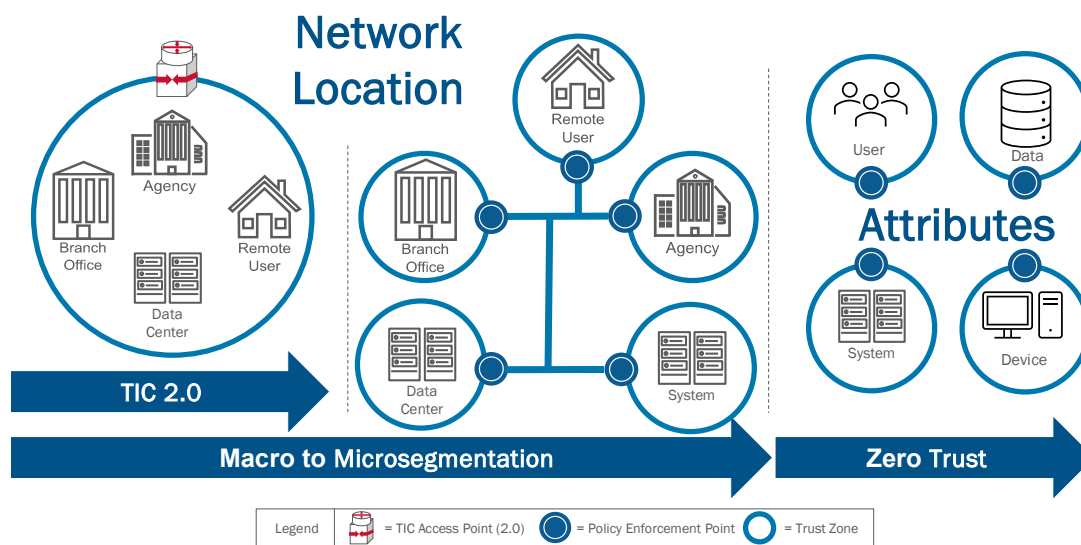 Network
Location
Agency
Branch
Office
Remote
User
Data
Center
Remote
User
Branch
Office
Agency
Data
Center
System
User
Data
Attributes
System
Device
TIC 2.0
Macro to Microsegmentation
Zero Trust
Legend
= TIC Access Point (2.0)
= Policy Enforcement Point
= Trust Zone